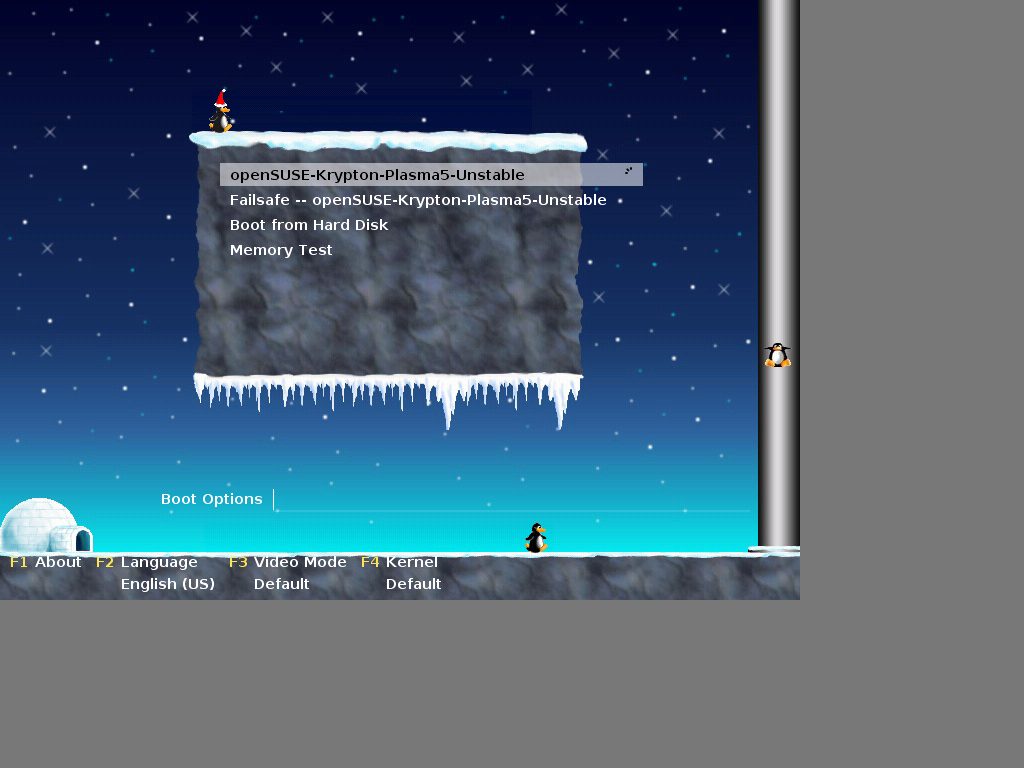 openSUSE-Krypton-Plasma5-Unstable
Failsafe -- openSUSE-Krypton-Plasma5-Unstable
Boot from Hard Disk
Memory Test
Boot Options
F1 About F2 Language F3 Video Mode F4 Kernel
English (US) Default Default